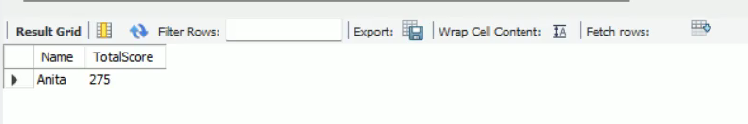 Result Grid Filter Rows: Export: Wrap Cell Content: Fetch rows:
Name TotalScore
Anita 275